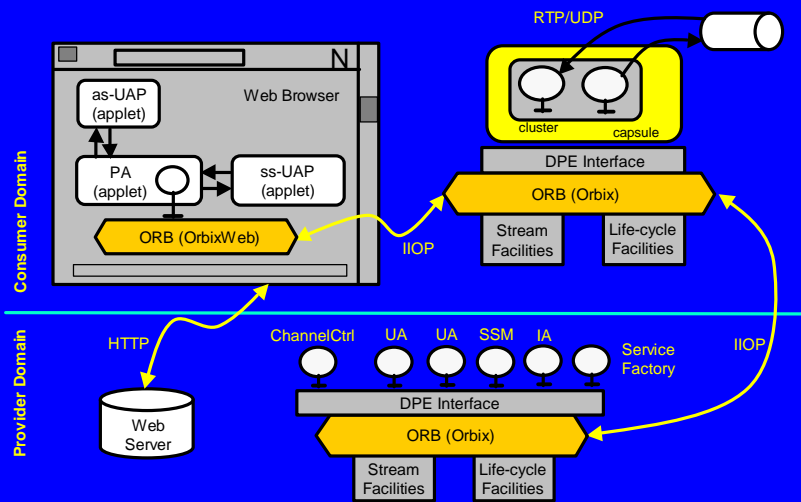 RTP/UDP
N
Web Browser
as-UAP
(applet)
PA
(applet)
ss-UAP
(applet)
ORB (OrbixWeb)
cluster
capsule
DPE Interface
ORB (Orbix)
Stream
Facilities
Life-cycle
Facilities
IIOP
Consumer Domain
HTTP
Web
Server
ChannelCtrl
UA
UA
SSM
IA
Service
Factory
IIOP
DPE Interface
ORB (Orbix)
Stream
Facilities
Life-cycle
Facilities
Provider Domain